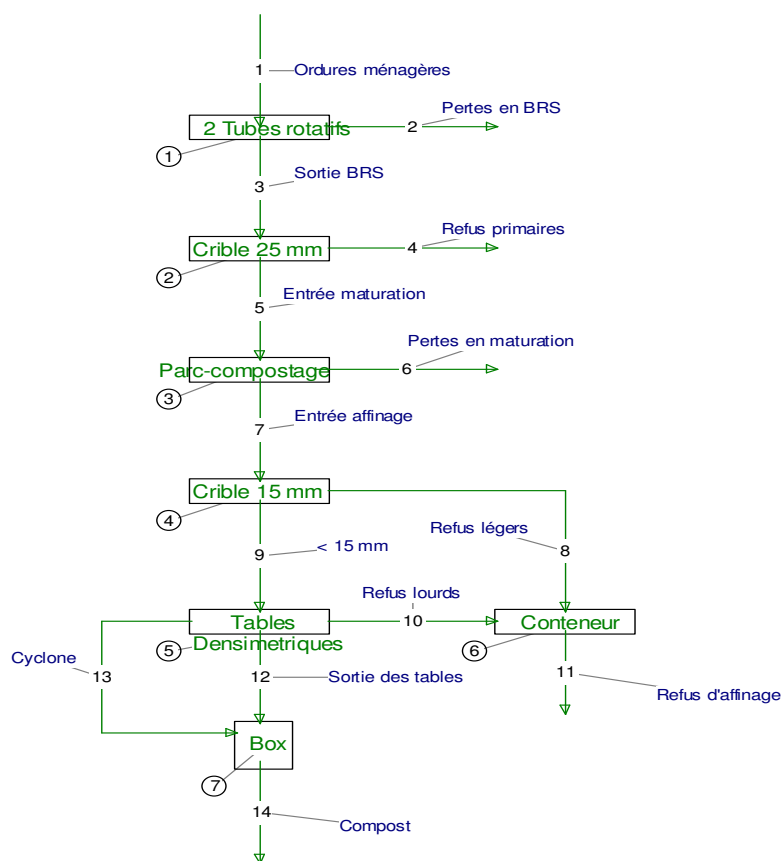 1 Ordures ménagères
2 Tubes rotatifs
2
Pertes en BRS
1
3
Sortie BRS
Crible 25 mm
4
Refus primaires
2
5
Entrée maturation
Parc-compostage
6
Pertes en maturation
3
7
Entrée affinage
Crible 15 mm
4
9
< 15 mm
Refus légers
8
Refus lourds
Tables
Densimetriques
10
Conteneur
5
6
Cyclone
13
12
Sortie des tables
11
Refus d'affinage
Box
7
14
Compost